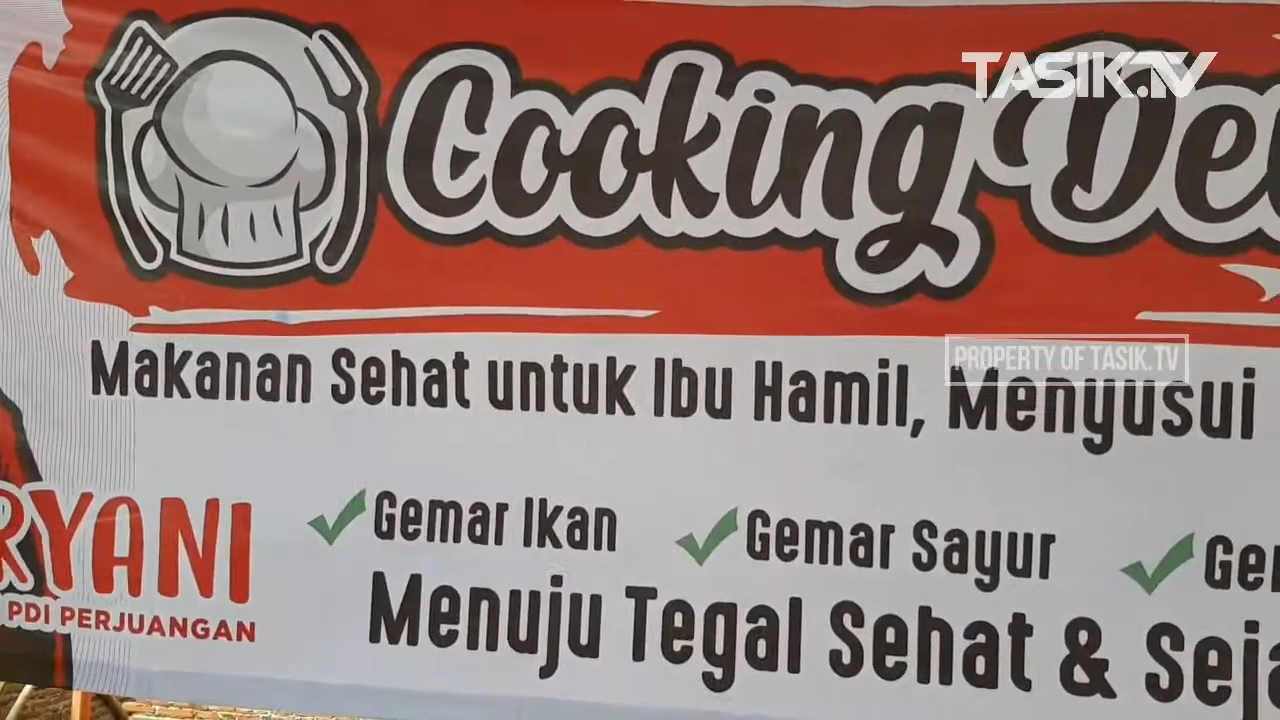 TASIK.TV
Cooking De
PROPERTY OF TASIK.TV
Makanan Sehat untuk Ibu Hamil, Menyusui
Gemar Ikan Gemar Sayur Ge
RYANI
PDI PERJUANGAN
Menuju Tegal Sehat & Sej